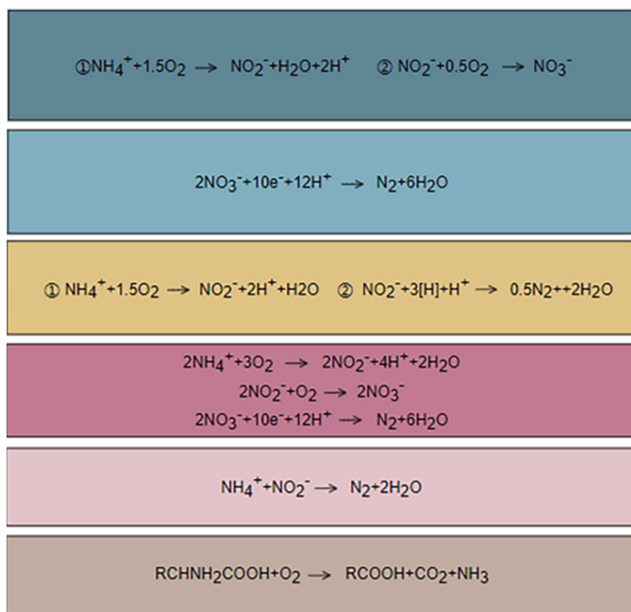 ①NH₄⁺+1.5O₂ → NO₂⁻+H₂O+2H⁺ ② NO₂⁻+0.5O₂ → NO₃⁻
2NO₃⁻+10e⁻+12H⁺ → N₂+6H₂O
① NH₄⁺+1.5O₂ → NO₂⁻+2H⁺+H2O ② NO₂⁻+3[H]+H⁺ → 0.5N₂++2H₂O
2NH₄⁺+3O₂ → 2NO₂⁻+4H⁺+2H₂O
2NO₂⁻+O₂ → 2NO₃⁻
2NO₃⁻+10e⁻+12H⁺ → N₂+6H₂O
NH₄⁺+NO₂⁻ → N₂+2H₂O
RCHNH₂COOH+O₂ → RCOOH+CO₂+NH₃